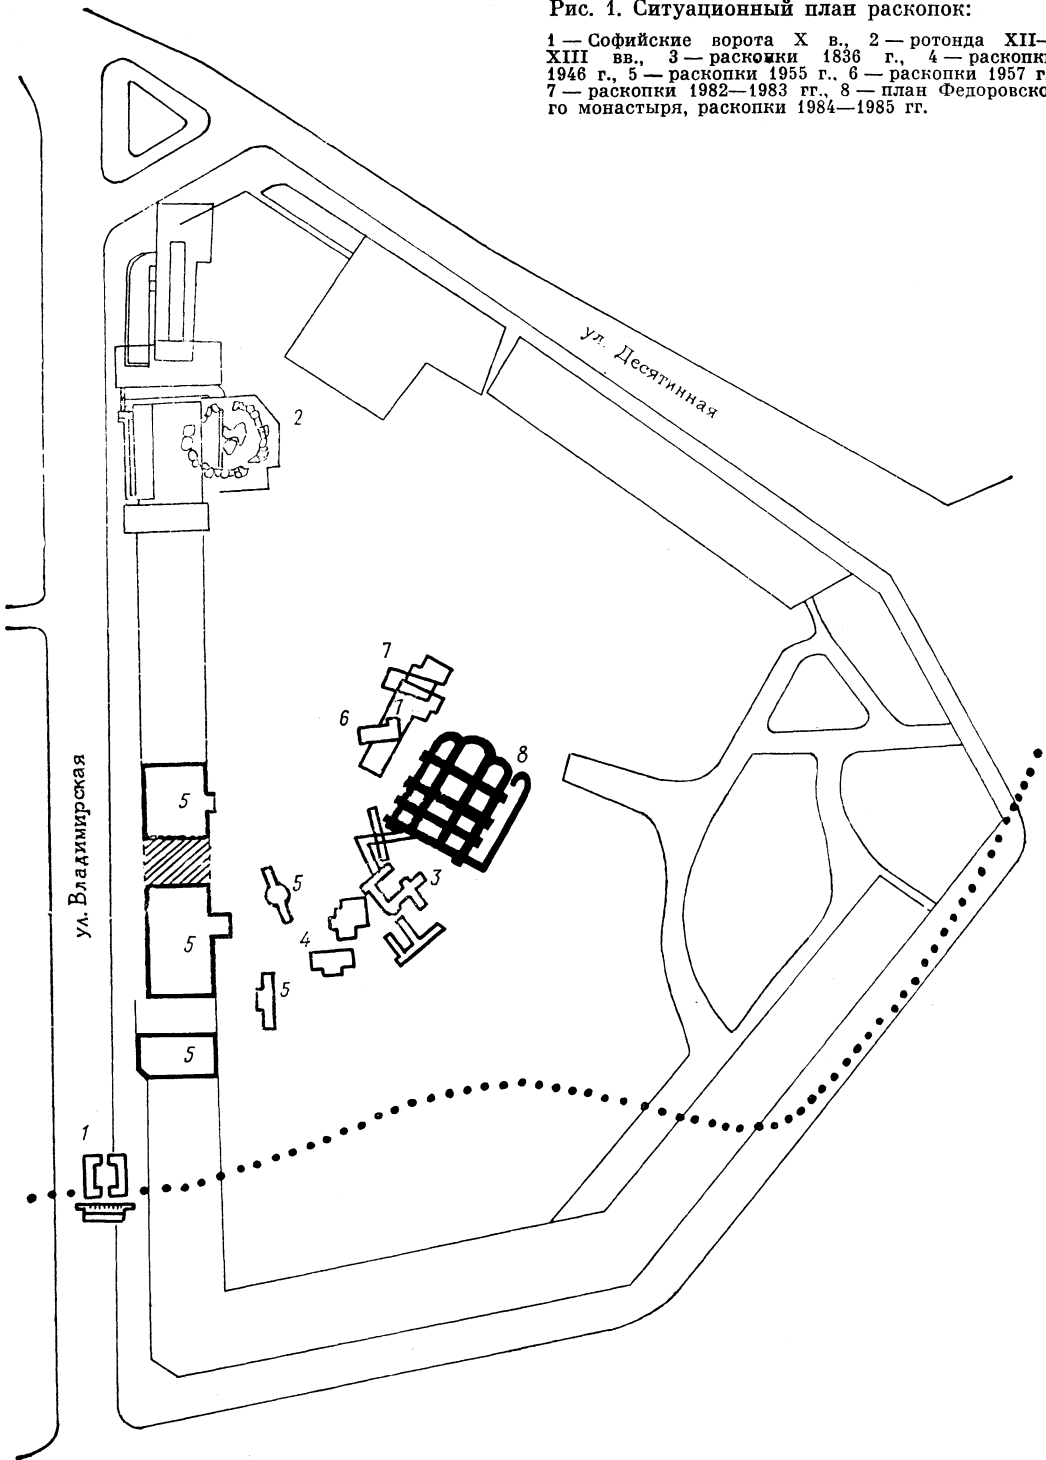 Рис. 1. Ситуационный план раскопок:
1 — Софийские ворота X в., 2 — ротонда XII—
XIII вв., 3 — раскопки 1836 г., 4 — раскопки
1946 г., 5 — раскопки 1955 г., 6 — раскопки 1957 г.
7 — раскопки 1982—1983 гг., 8 — план Федоровско-
го монастыря, раскопки 1984—1985 гг.
ул. Десятинная
2
7
1
6
8
ул. Владимирская
5
5
3
5
4
5
5
1